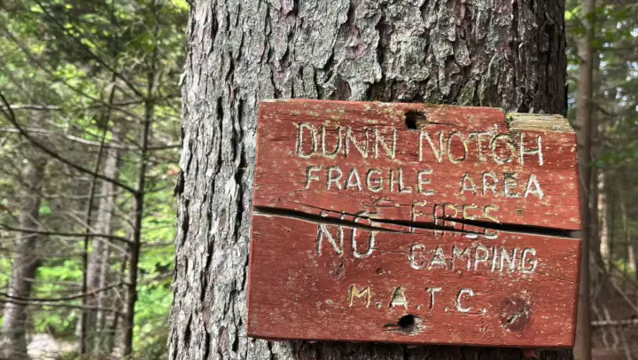 DUNN NOTCH
FRAGILE AREA
NO FIRES
CAMPING
M.A.T.C.